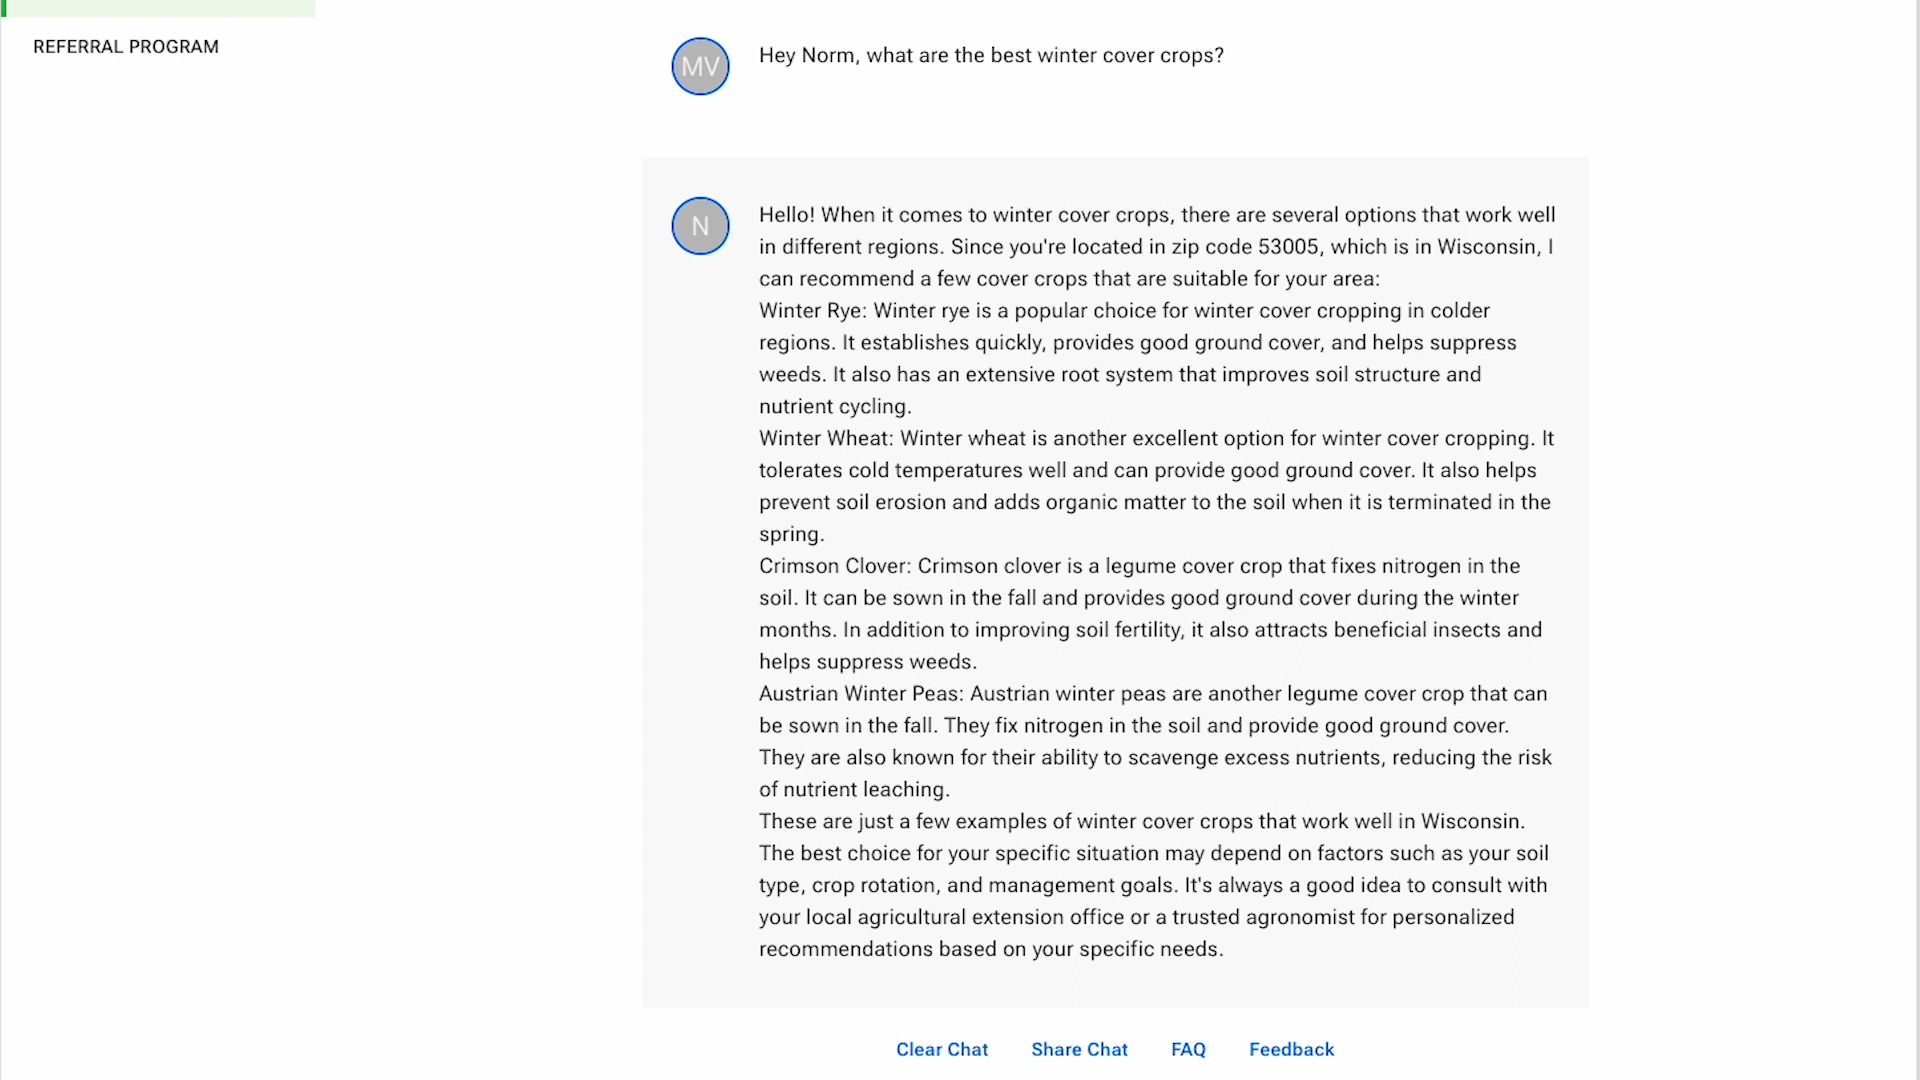 REFERRAL PROGRAM
MV
Hey Norm, what are the best winter cover crops?
N
Hello! When it comes to winter cover crops, there are several options that work well
in different regions. Since you're located in zip code 53005, which is in Wisconsin, I
can recommend a few cover crops that are suitable for your area:
Winter Rye: Winter rye is a popular choice for winter cover cropping in colder
regions. It establishes quickly, provides good ground cover, and helps suppress
weeds. It also has an extensive root system that improves soil structure and
nutrient cycling.
Winter Wheat: Winter wheat is another excellent option for winter cover cropping. It
tolerates cold temperatures well and can provide good ground cover. It also helps
prevent soil erosion and adds organic matter to the soil when it is terminated in the
spring.
Crimson Clover: Crimson clover is a legume cover crop that fixes nitrogen in the
soil. It can be sown in the fall and provides good ground cover during the winter
months. In addition to improving soil fertility, it also attracts beneficial insects and
helps suppress weeds.
Austrian Winter Peas: Austrian winter peas are another legume cover crop that can
be sown in the fall. They fix nitrogen in the soil and provide good ground cover.
They are also known for their ability to scavenge excess nutrients, reducing the risk
of nutrient leaching.
These are just a few examples of winter cover crops that work well in Wisconsin.
The best choice for your specific situation may depend on factors such as your soil
type, crop rotation, and management goals. It's always a good idea to consult with
your local agricultural extension office or a trusted agronomist for personalized
recommendations based on your specific needs.
Clear Chat Share Chat FAQ Feedback